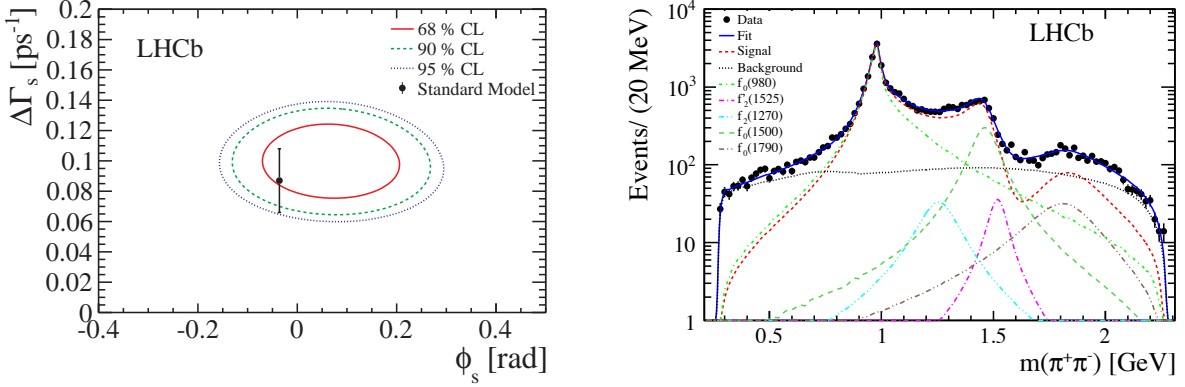 LHCb
68 % CL
90 % CL
95 % CL
Standard Model
ΔΓs [ps-1]
0.2
0.18
0.16
0.14
0.12
0.1
0.08
0.06
0.04
0.02
0
-0.4
-0.2
0
0.2
0.4
ϕs [rad]
LHCb
Data
Fit
Signal
Background
f0(980)
f'2(1525)
f2(1270)
f0(1500)
f0(1790)
Events/ (20 MeV)
10^4
10^3
10^2
10
1
0.5
1
1.5
2
m(π+π-) [GeV]